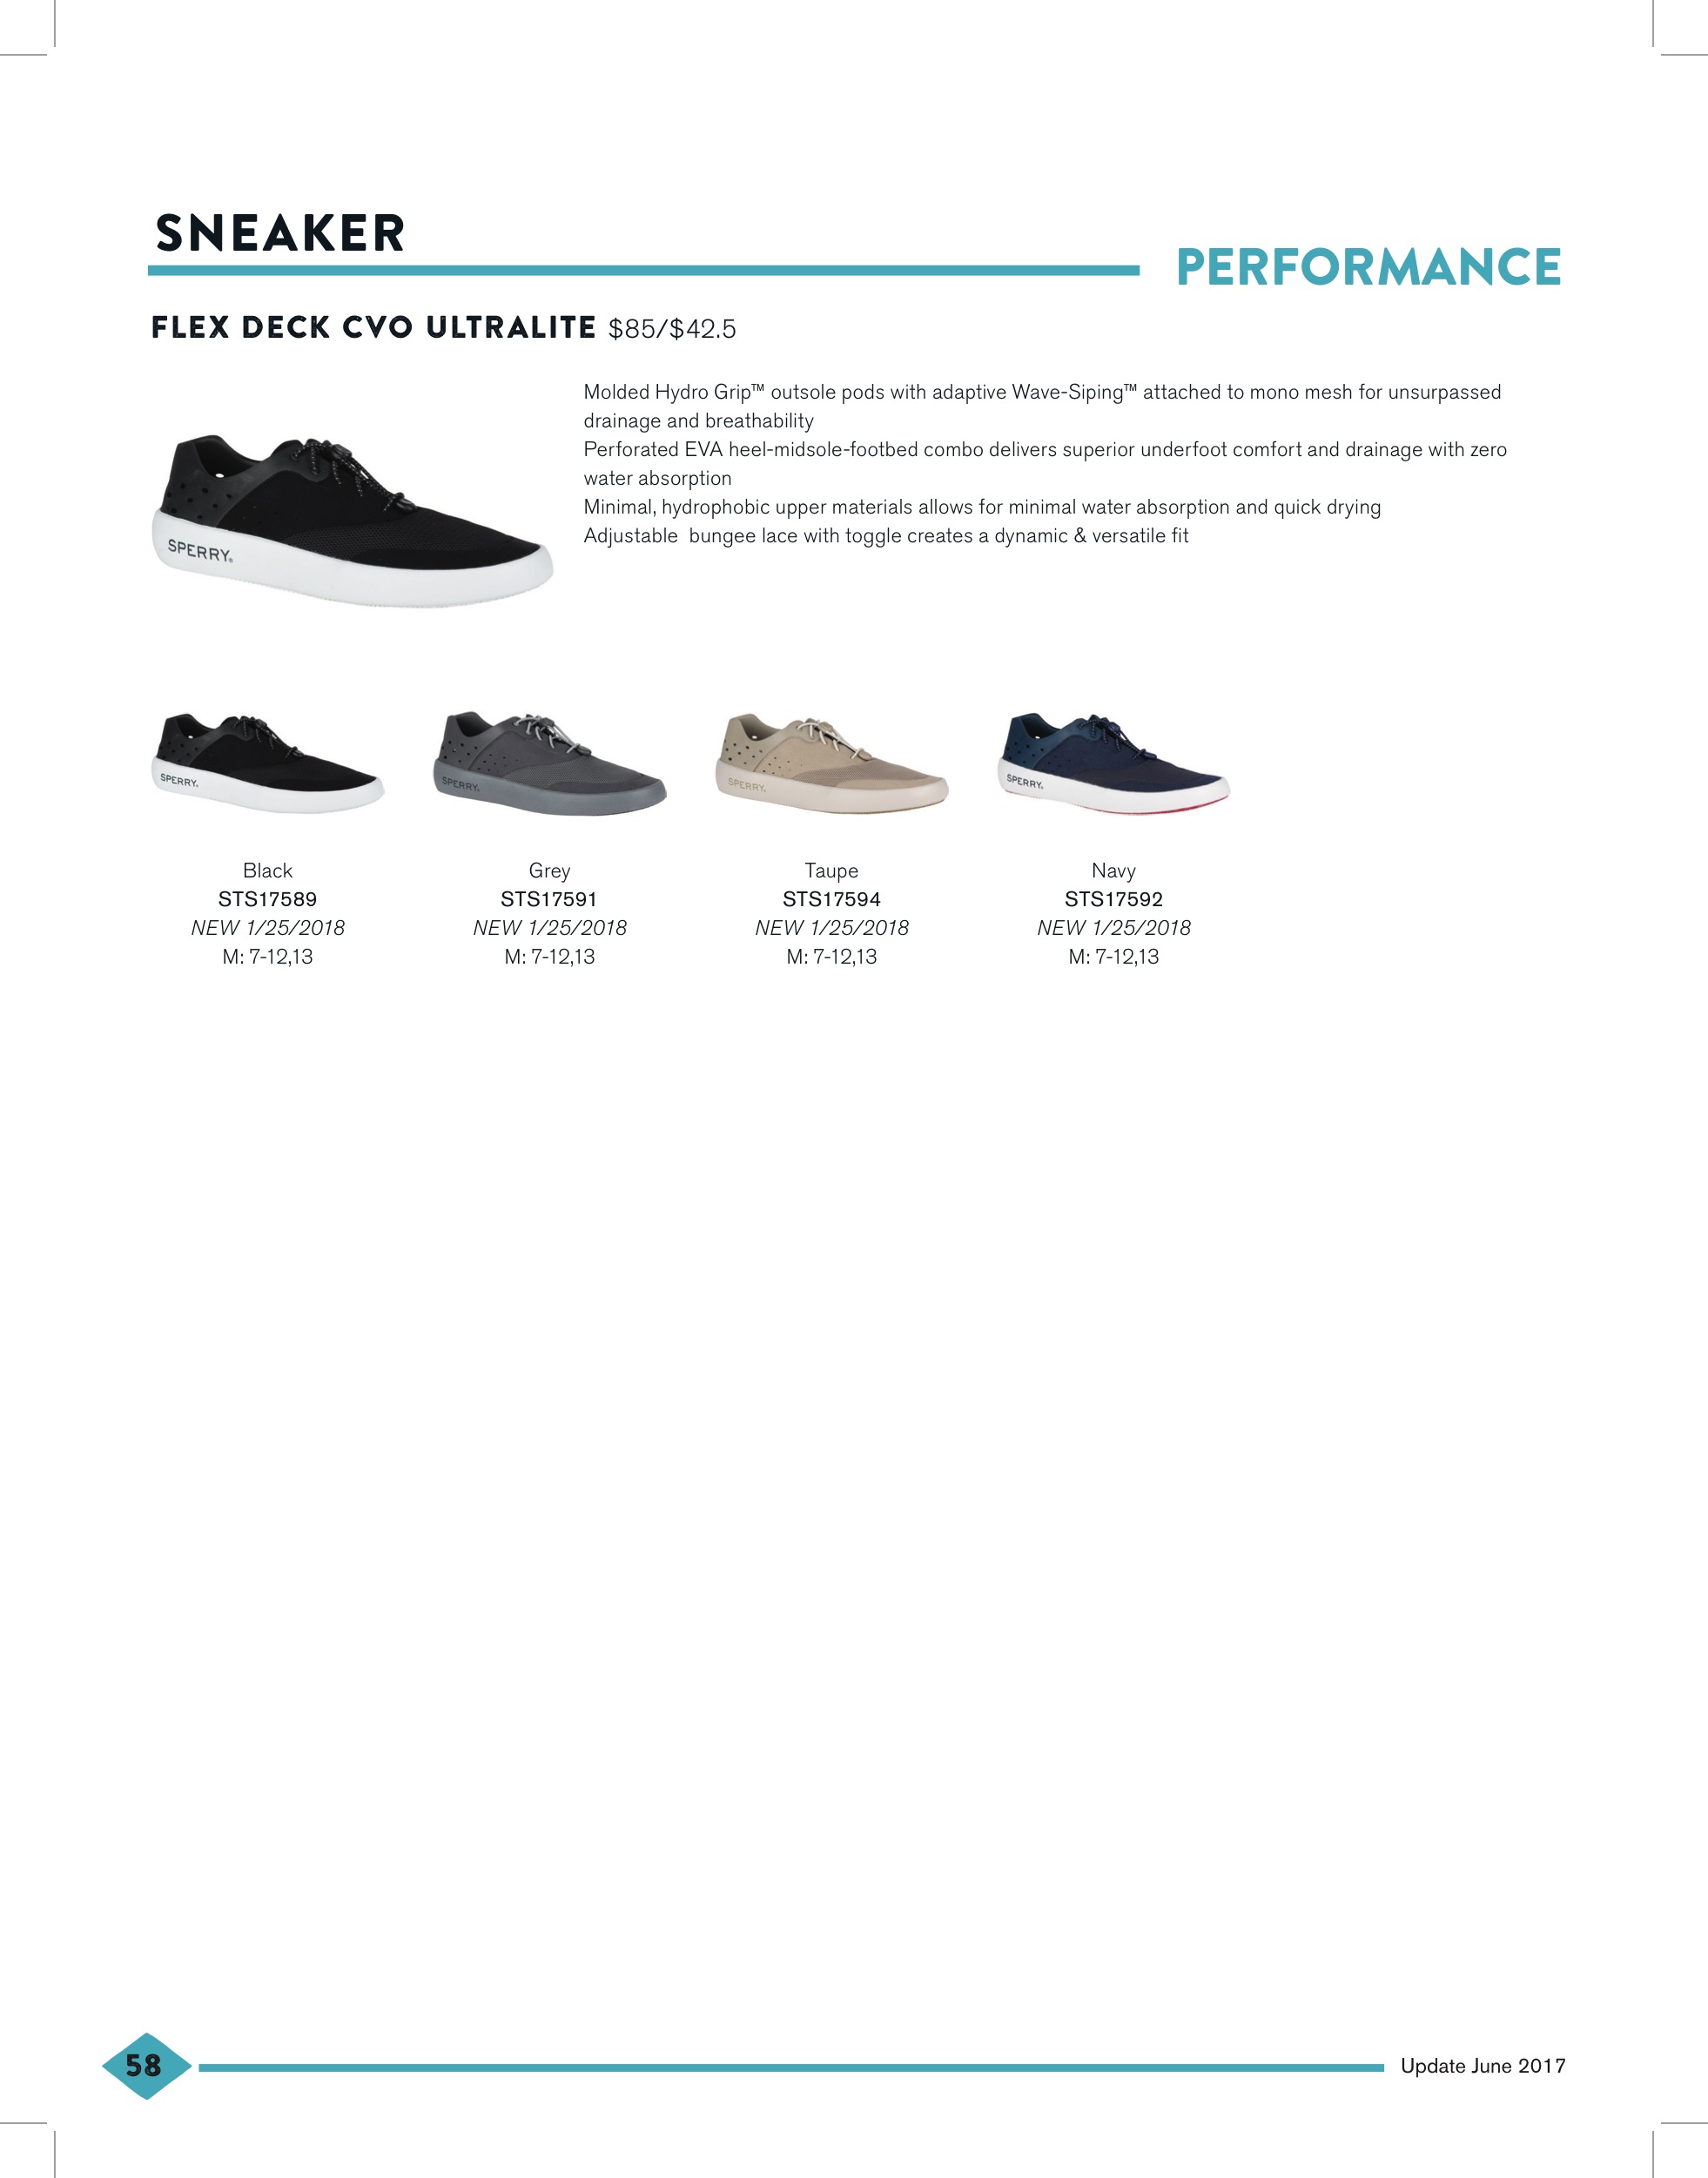 SNEAKER
PERFORMANCE
FLEX DECK CVO ULTRALITE $85/$42.5
Molded Hydro Grip™ outsole pods with adaptive Wave-Siping™ attached to mono mesh for unsurpassed
drainage and breathability
Perforated EVA heel-midsole-footbed combo delivers superior underfoot comfort and drainage with zero
water absorption
Minimal, hydrophobic upper materials allows for minimal water absorption and quick drying
Adjustable  bungee lace with toggle creates a dynamic & versatile fit
SPERRY®
SPERRY®
SPERRY®
SPERRY®
SPERRY®
Black
STS17589
NEW 1/25/2018
M: 7-12,13
Grey
STS17591
NEW 1/25/2018
M: 7-12,13
Taupe
STS17594
NEW 1/25/2018
M: 7-12,13
Navy
STS17592
NEW 1/25/2018
M: 7-12,13
58
Update June 2017